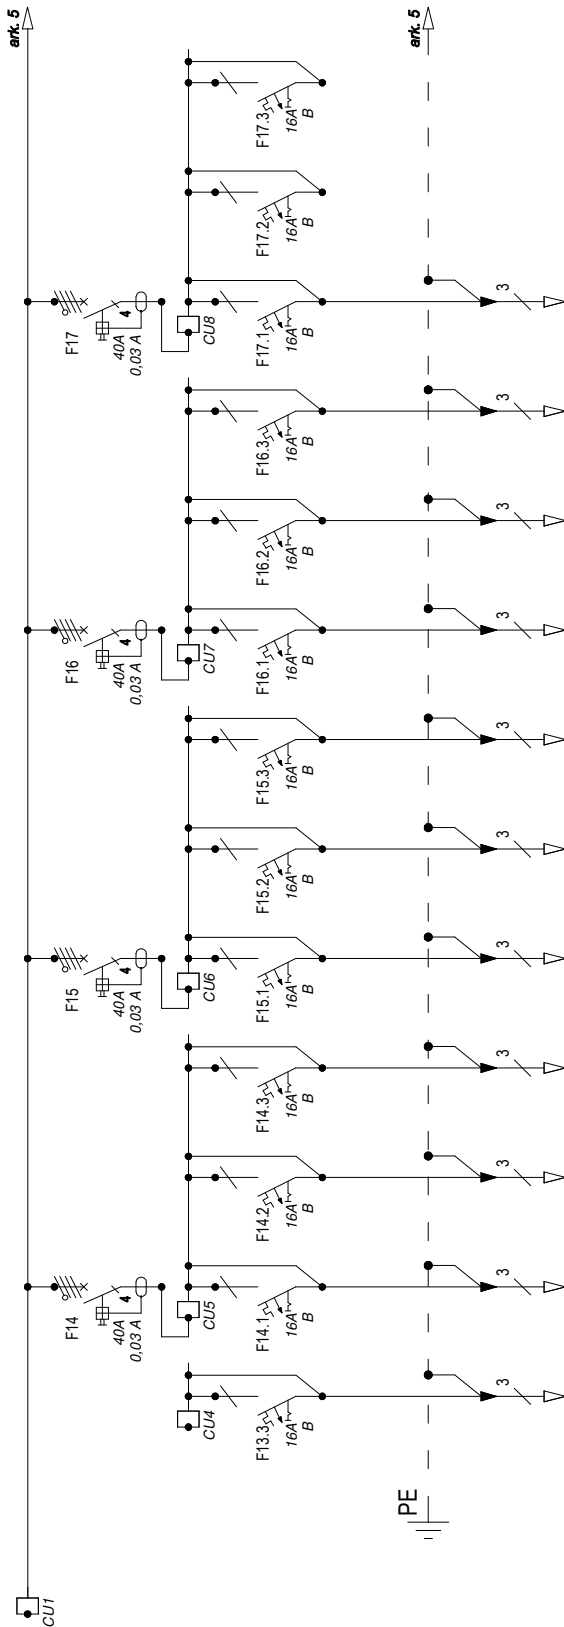 ark. 5
CU1
F14
40A
0,03 A
4
F15
40A
0,03 A
4
F16
40A
0,03 A
4
F17
40A
0,03 A
4
CU4
CU5
CU6
CU7
CU8
F13.3
16A
B
F14.1
16A
B
F14.2
16A
B
F14.3
16A
B
F15.1
16A
B
F15.2
16A
B
F15.3
16A
B
F16.1
16A
B
F16.2
16A
B
F16.3
16A
B
F17.1
16A
B
F17.2
16A
B
F17.3
16A
B
PE
ark. 5
3
3
3
3
3
3
3
3
3
3
3